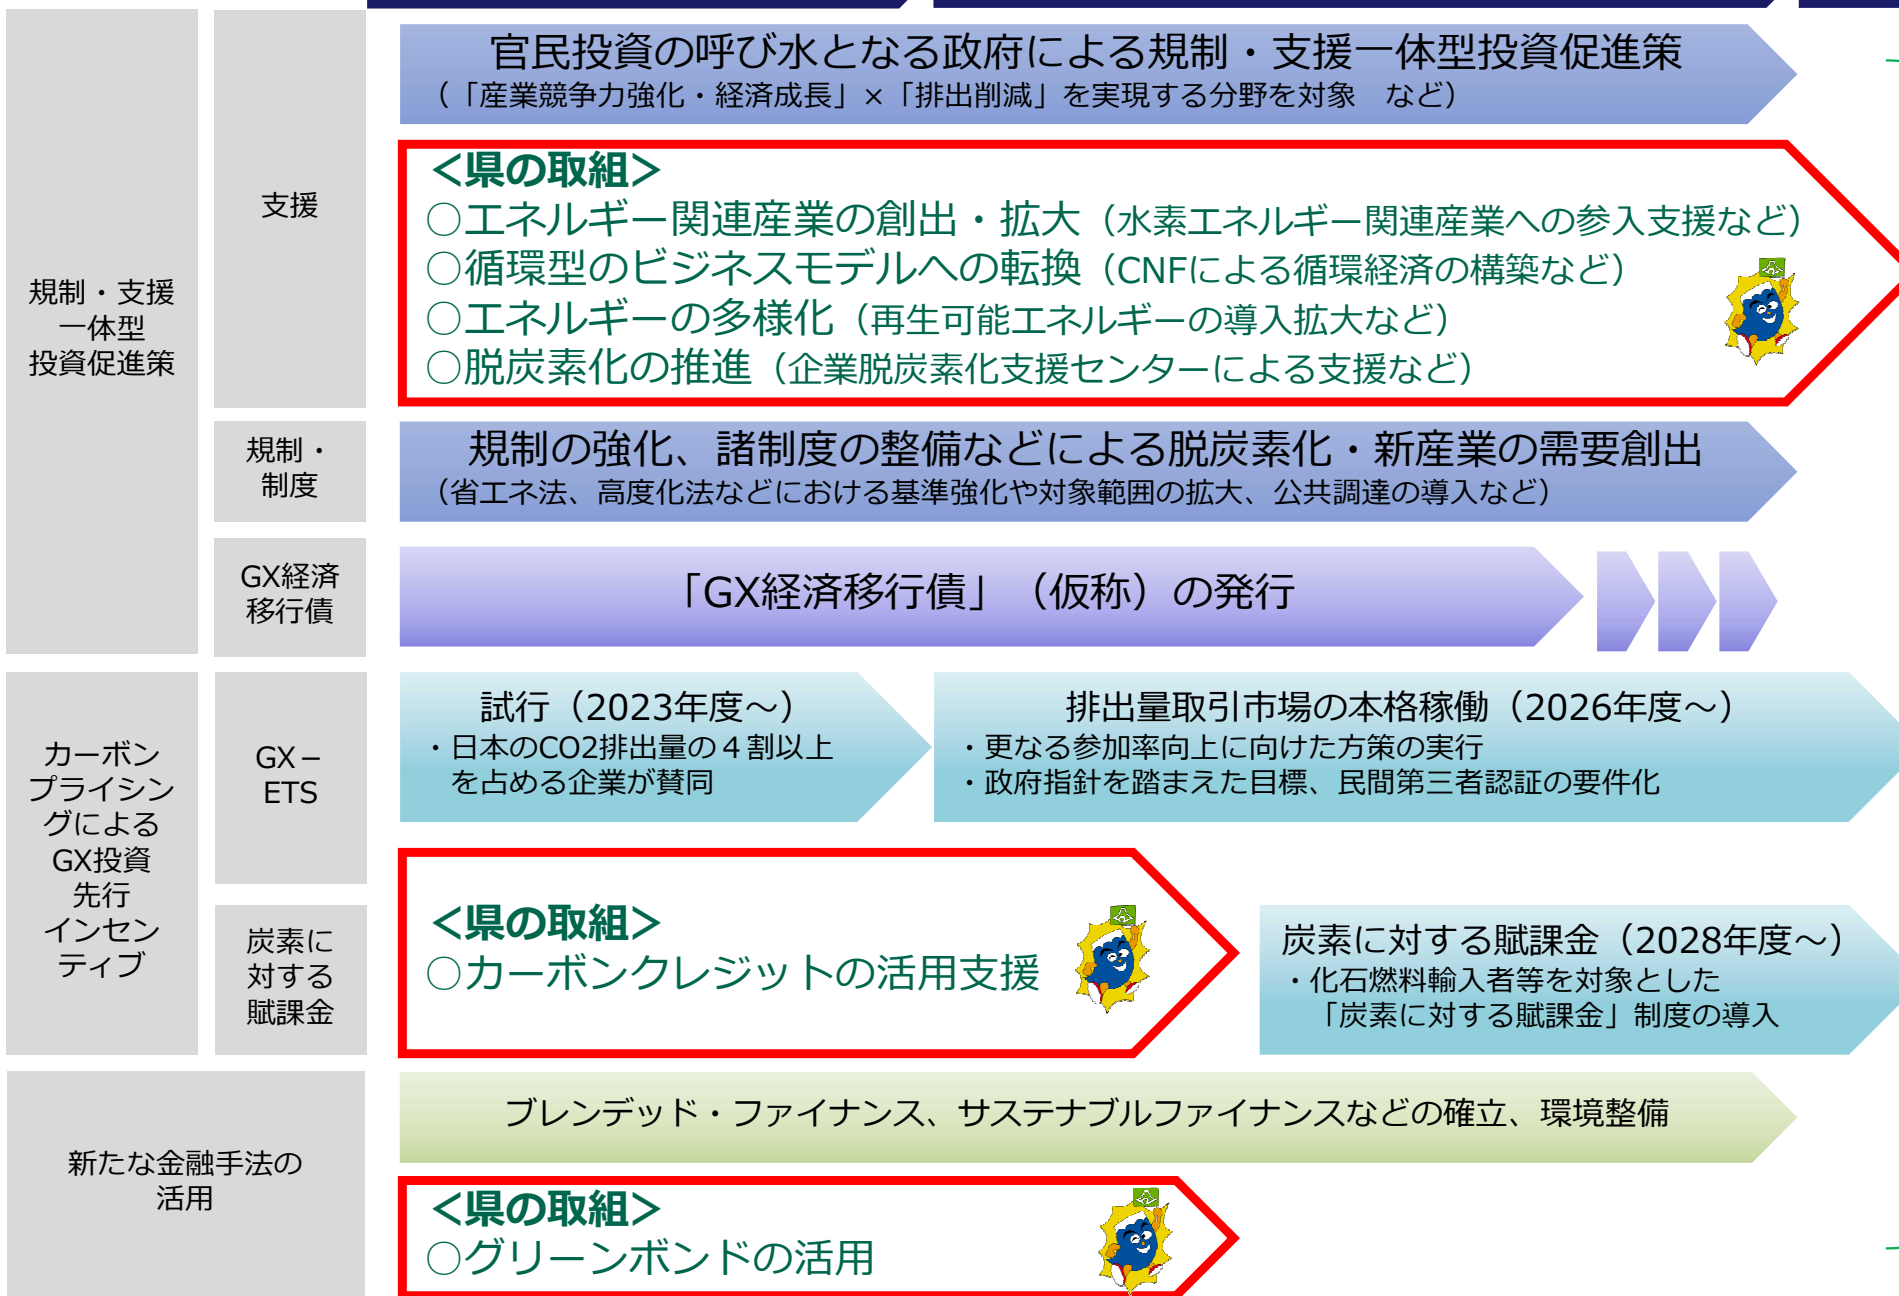 規制・支援
一体型
投資促進策
支援
官民投資の呼び水となる政府による規制・支援一体型投資促進策
(「産業競争力強化・経済成長」×「排出削減」を実現する分野を対象　など)
<県の取組>
○エネルギー関連産業の創出・拡大（水素エネルギー関連産業への参入支援など）
○循環型のビジネスモデルへの転換（CNFによる循環経済の構築など）
○エネルギーの多様化（再生可能エネルギーの導入拡大など）
○脱炭素化の推進（企業脱炭素化支援センターによる支援など）
規制・
制度
規制の強化、諸制度の整備などによる脱炭素化・新産業の需要創出
（省エネ法、高度化法などにおける基準強化や対象範囲の拡大、公共調達の導入など）
GX経済
移行債
「GX経済移行債」（仮称）の発行
カーボン
プライシン
グによる
GX投資
先行
インセン
ティブ
GX－
ETS
試行（2023年度～）
・日本のCO2排出量の４割以上
を占める企業が賛同
排出量取引市場の本格稼働（2026年度～）
・更なる参加率向上に向けた方策の実行
・政府指針を踏まえた目標、民間第三者認証の要件化
炭素に
対する
賦課金
<県の取組>
○カーボンクレジットの活用支援
炭素に対する賦課金（2028年度～）
・化石燃料輸入者等を対象とした
「炭素に対する賦課金」制度の導入
新たな金融手法の
活用
ブレンデッド・ファイナンス、サステナブルファイナンスなどの確立、環境整備
<県の取組>
○グリーンボンドの活用